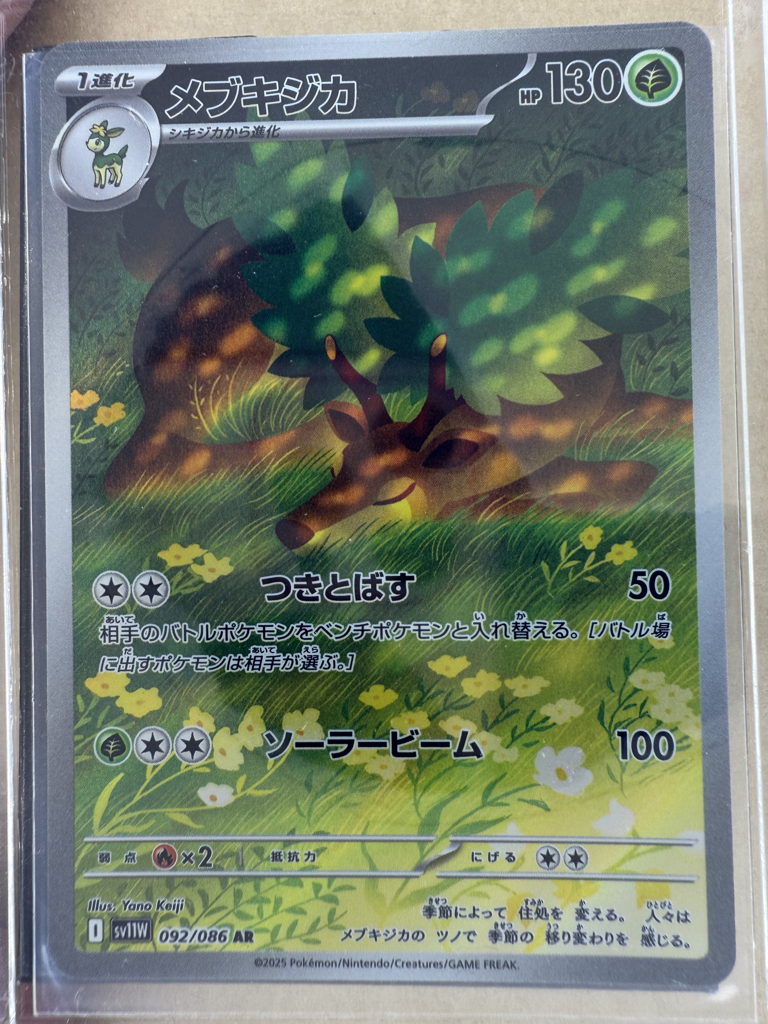 1進化
メブキジカ
HP130
シキジカから進化
つきとばす 50
相手のバトルポケモンをベンチポケモンと入れ替える。[バトル場
に出すポケモンは相手が選ぶ。]
ソーラービーム 100
弱点 ×2 抵抗力 にげる
Illus. Yano Keiji
季節によって 住処を 変える。 人々は
メブキジカの ツノで 季節の 移り変わりを 感じる。
I sv11W 092/086 AR
©2025 Pokémon/Nintendo/Creatures/GAME FREAK.